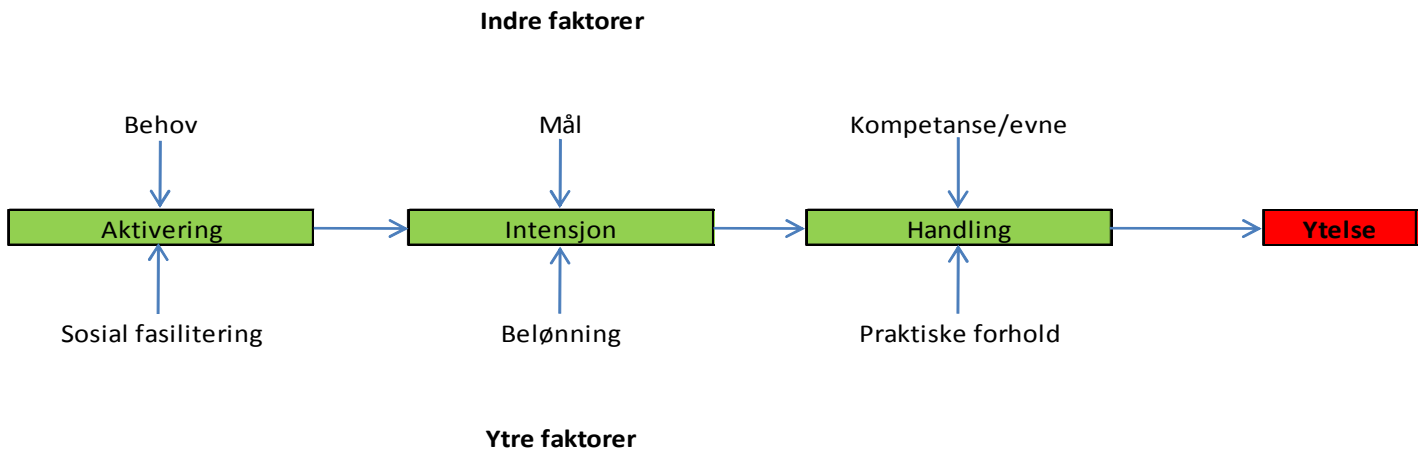 Indre faktorer
Behov
Mål
Kompetanse/evne
Aktivering
Intensjon
Handling
Ytelse
Sosial fasilitering
Belønning
Praktiske forhold
Ytre faktorer